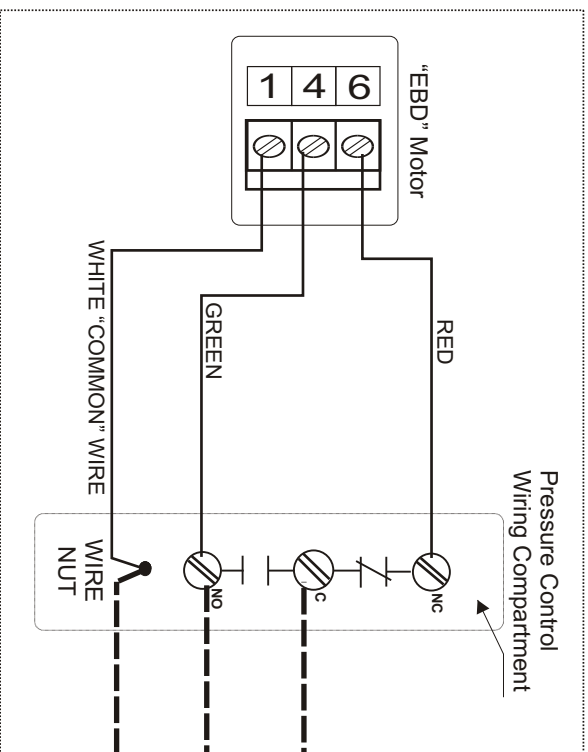 1 4 6
"EBD" Motor
WHITE "COMMON" WIRE
GREEN
RED
Pressure Control
Wiring Compartment
WIRE
NUT
NO
C
NC